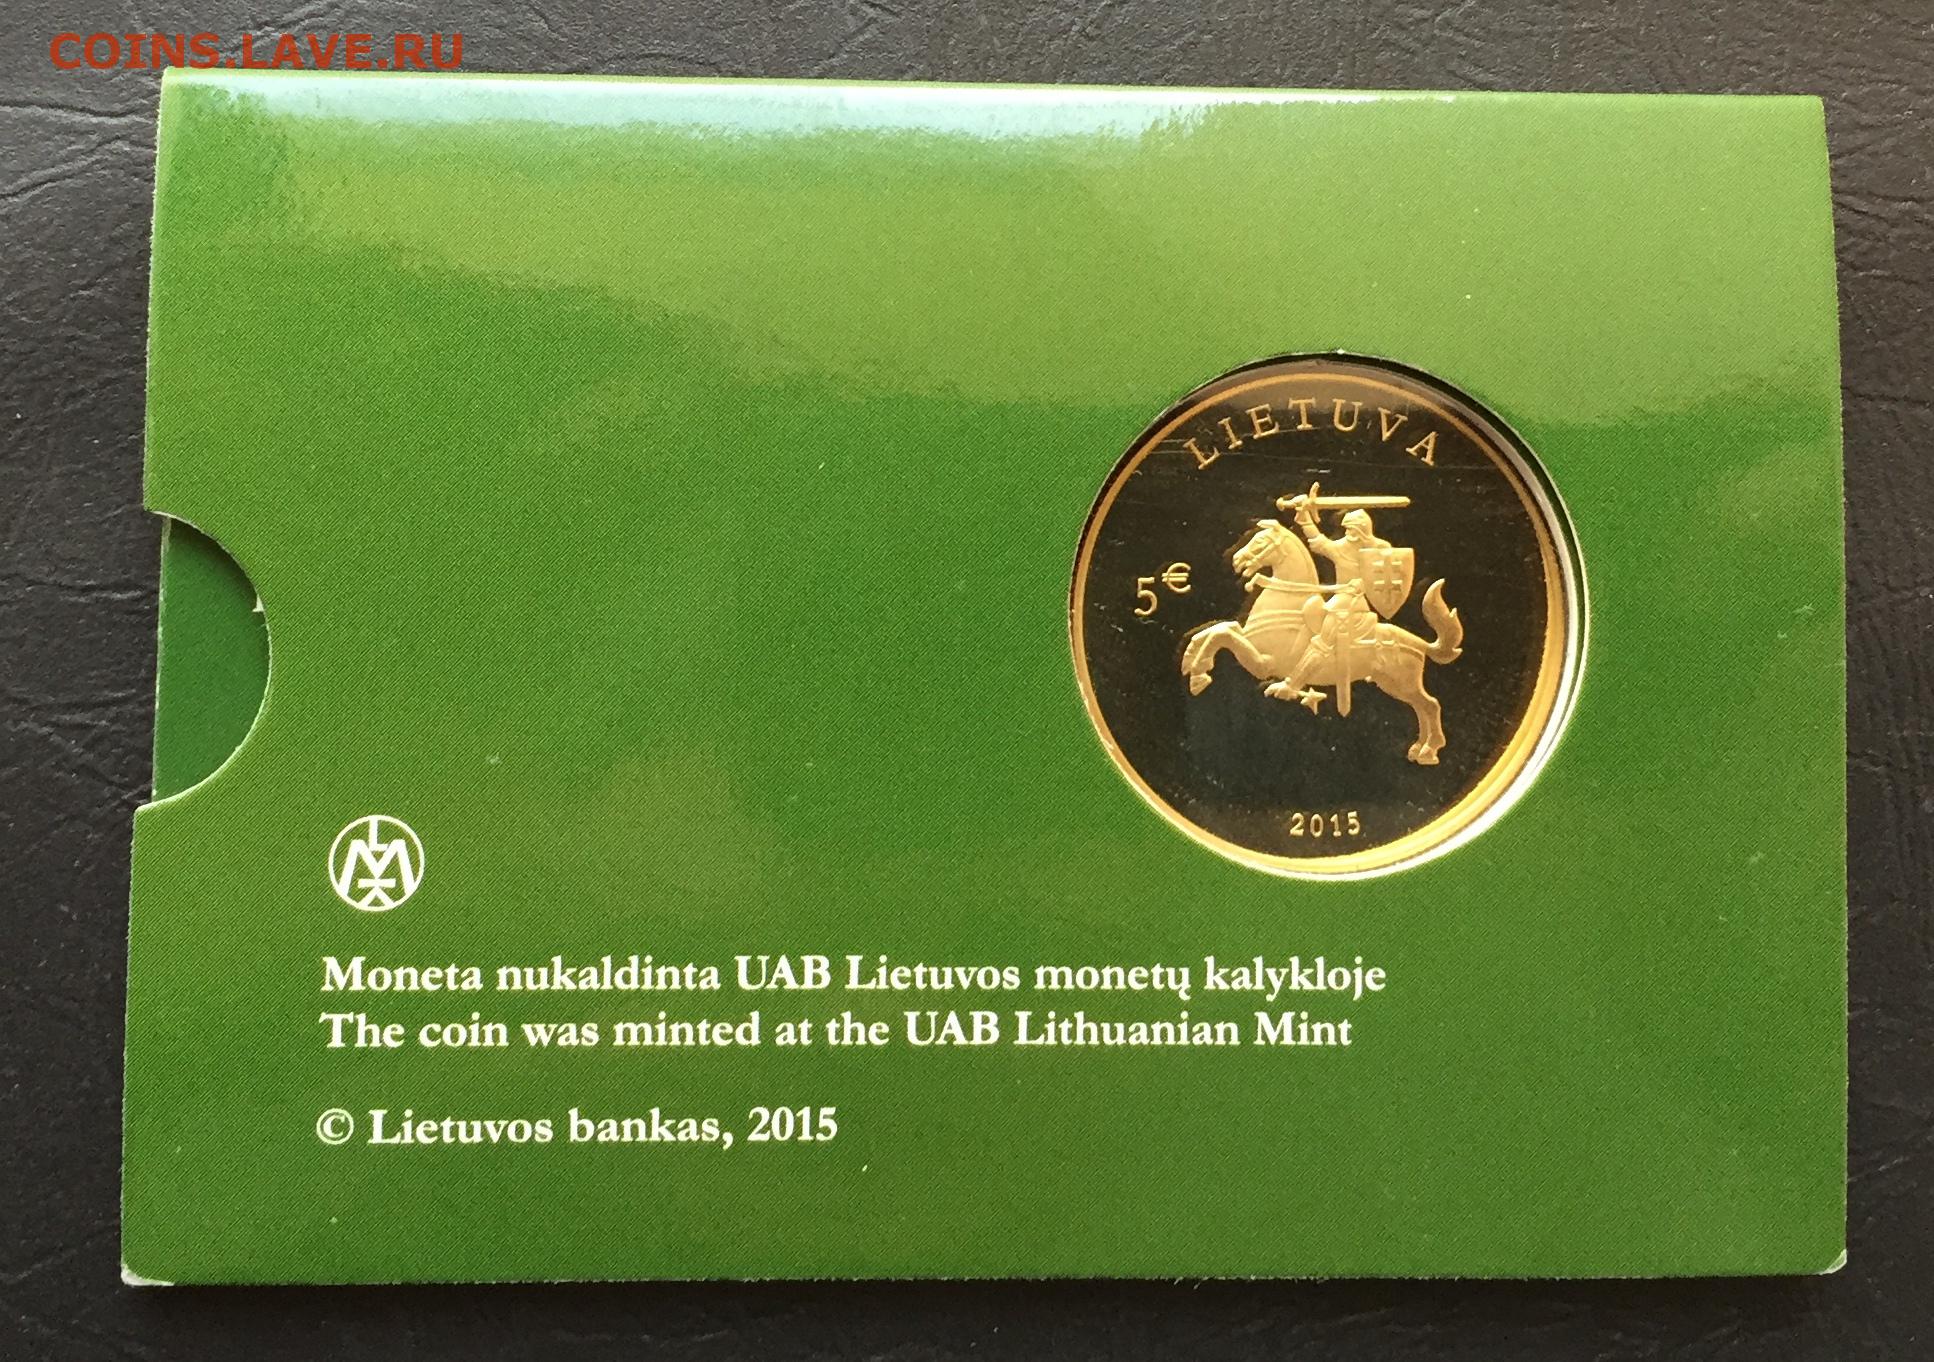 COINS.LAVE.RU
LIETUVA
5€
2015
LMK
Moneta nukaldinta UAB Lietuvos monetų kalykloje
The coin was minted at the UAB Lithuanian Mint
© Lietuvos bankas, 2015